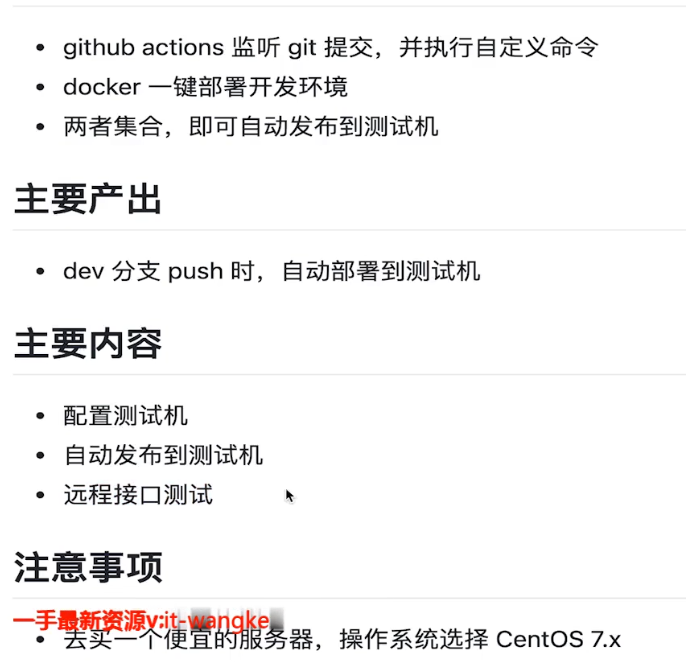 github actions 监听 git 提交，并执行自定义命令
docker 一键部署开发环境
两者集合，即可自动发布到测试机
主要产出
dev 分支 push 时，自动部署到测试机
主要内容
配置测试机
自动发布到测试机
远程接口测试
注意事项
一手最新资源v:it-wangke
去买一个便宜的服务器，操作系统选择 CentOS 7.x